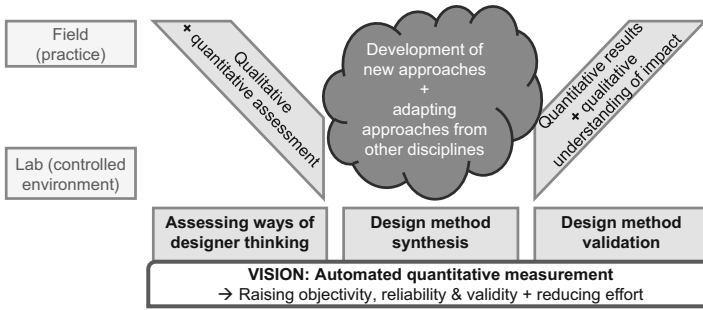 Field
(practice)
Lab (controlled
environment)
Qualitative
+ quantitative assessment
Development of
new approaches
+
adapting
approaches from
other disciplines
Quantitative results
+ qualitative
understanding of impact
Assessing ways of
designer thinking
Design method
synthesis
Design method
validation
VISION: Automated quantitative measurement
→ Raising objectivity, reliability & validity + reducing effort